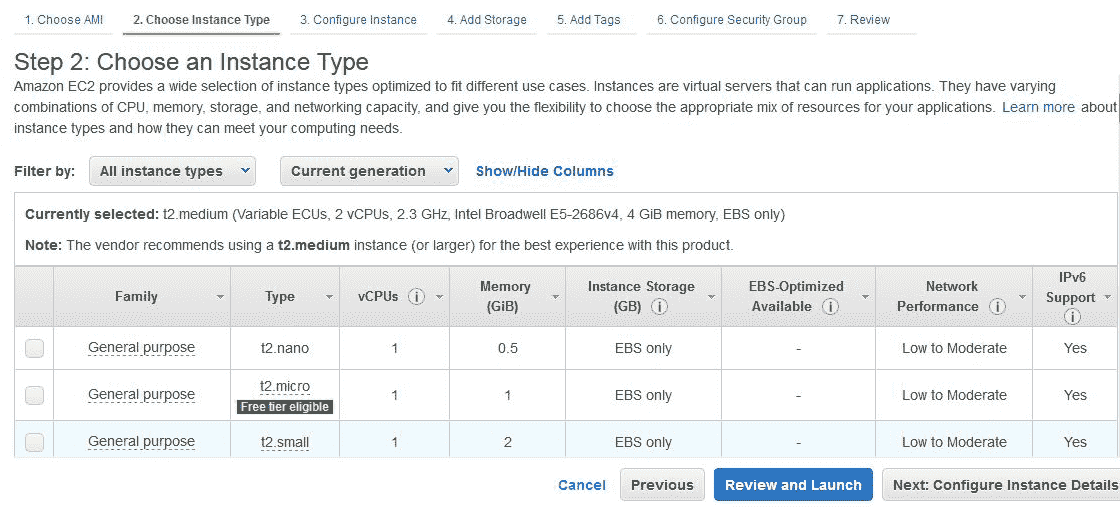 1. Choose AMI 2. Choose Instance Type 3. Configure Instance 4. Add Storage 5. Add Tags 6. Configure Security Group 7. Review
Step 2: Choose an Instance Type
Amazon EC2 provides a wide selection of instance types optimized to fit different use cases. Instances are virtual servers that can run applications. They have varying
combinations of CPU, memory, storage, and networking capacity, and give you the flexibility to choose the appropriate mix of resources for your applications. Learn more about
instance types and how they can meet your computing needs.
Filter by: All instance types Current generation Show/Hide Columns
Currently selected: t2.medium (Variable ECUs, 2 vCPUs, 2.3 GHz, Intel Broadwell E5-2686v4, 4 GiB memory, EBS only)
Note: The vendor recommends using a t2.medium instance (or larger) for the best experience with this product.
Family Type vCPUs i Memory (GiB) Instance Storage (GB) i EBS-Optimized Available i Network Performance i IPv6 Support i
General purpose t2.nano 1 0.5 EBS only - Low to Moderate Yes
General purpose t2.micro Free tier eligible 1 1 EBS only - Low to Moderate Yes
General purpose t2.small 1 2 EBS only - Low to Moderate Yes
Cancel Previous Review and Launch Next: Configure Instance Details